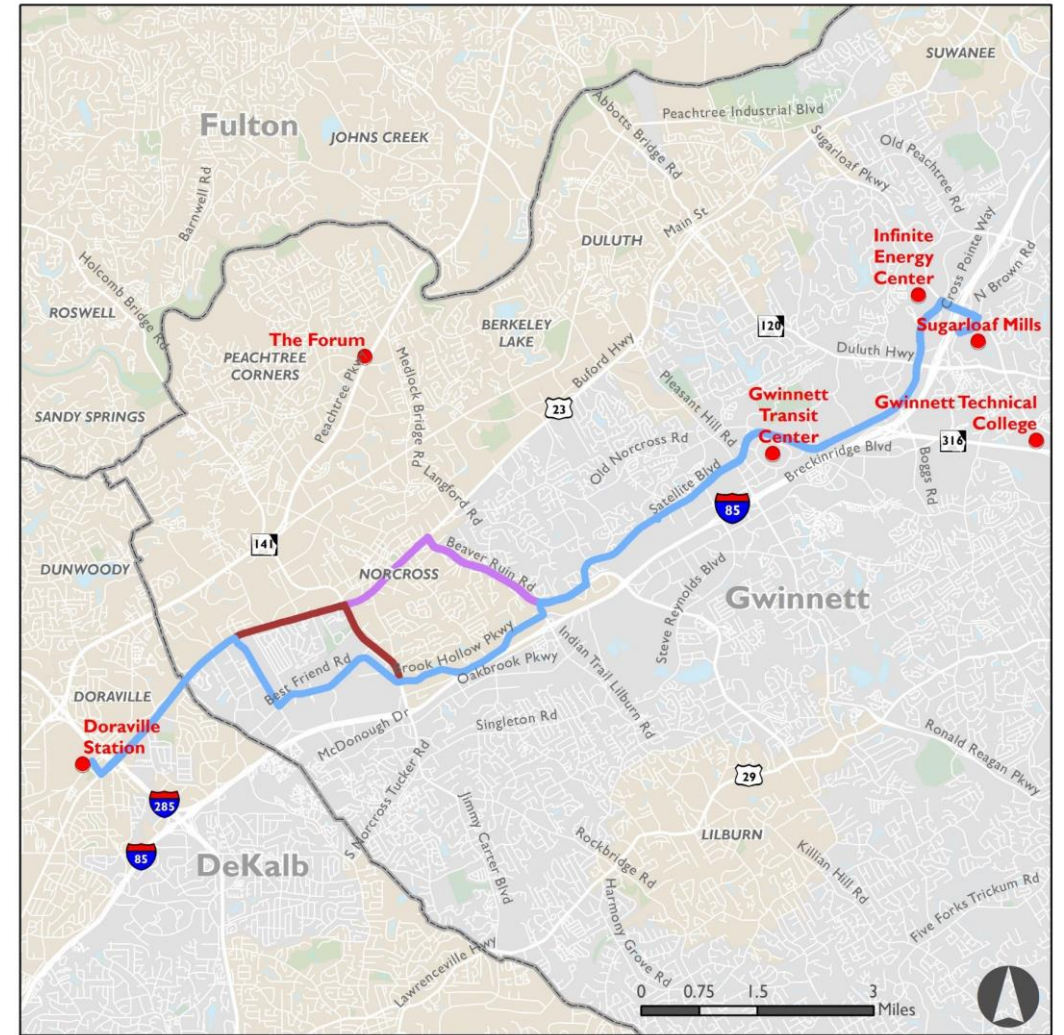 SUWANEE
Abbotts Bridge Rd
Peachtree Industrial Blvd
Fulton
JOHNS CREEK
Sugarloaf Pkwy
Old Peachtree Rd
Barnwell Rd
Main St
DULUTH
Infinite
Energy
Center
Cross Pointe Way
N Brown Rd
Holcomb Bridge Rd
ROSWELL
The Forum
PEACHTREE
CORNERS
BERKELEY
LAKE
120
Sugarloaf Mills
Duluth Hwy
Buford Hwy
Medlock Bridge Rd
Peachtree Pkwy
Pleasant Hill Rd
SANDY SPRINGS
23
Gwinnett
Transit
Center
Gwinnett Technical
College
316
Old Norcross Rd
Breckinridge Blvd
Boggs Rd
Langford Rd
Satellite Blvd
85
141
DUNWOODY
NORCROSS
Beaver Ruin Rd
Steve Reynolds Blvd
Gwinnett
Brook Hollow Pkwy
Oakbrook Pkwy
Indian Trail Lilburn Rd
Best Friend Rd
DORAVILLE
Doraville
Station
McDonough Dr
Singleton Rd
Ronald Reagan Pkwy
S Norcross Tucker Rd
29
285
Jimmy Carter Blvd
LILBURN
85
DeKalb
Rockbridge Rd
Killian Hill Rd
Harmony Grove Rd
Five Forks Trickum Rd
Lawrenceville Hwy
0 0.75 1.5 3
Miles